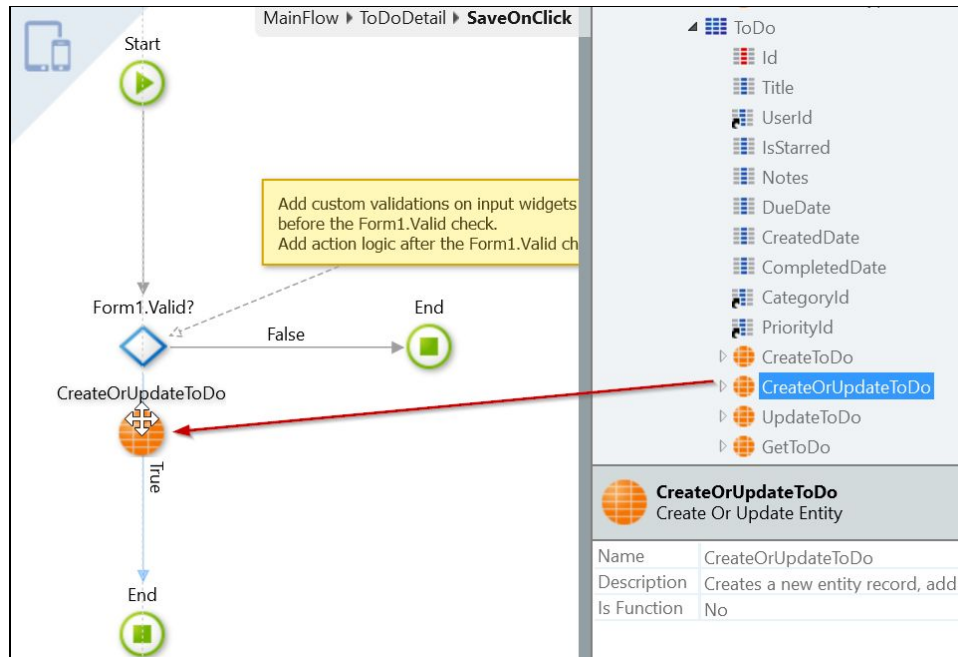 MainFlow ▶ ToDoDetail ▶ SaveOnClick
Start
Add custom validations on input widgets
before the Form1.Valid check.
Add action logic after the Form1.Valid ch
Form1.Valid?
False
End
CreateOrUpdateToDo
True
End
ToDo
Id
Title
UserId
IsStarred
Notes
DueDate
CreatedDate
CompletedDate
CategoryId
PriorityId
CreateToDo
CreateOrUpdateToDo
UpdateToDo
GetToDo
CreateOrUpdateToDo
Create Or Update Entity
Name CreateOrUpdateToDo
Description Creates a new entity record, add
Is Function No